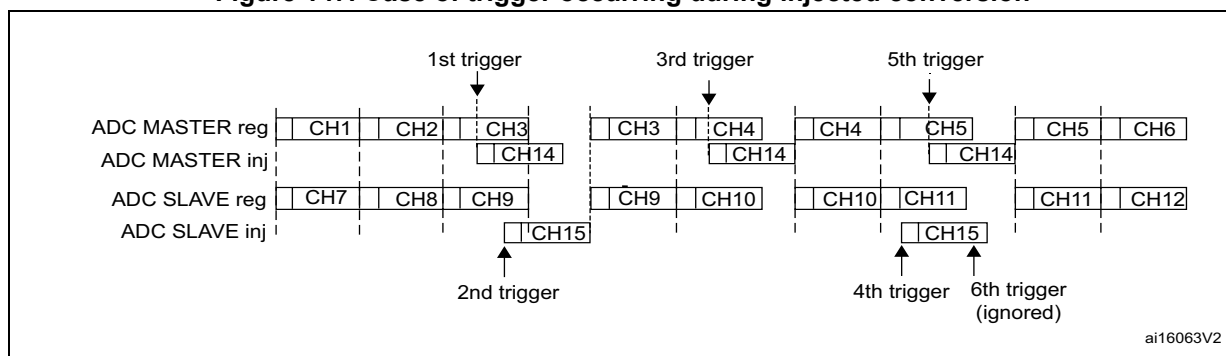 Figure 147. Case of trigger occurring during injected conversion
1st trigger 3rd trigger 5th trigger
ADC MASTER reg CH1 CH2 CH3 CH3 CH4 CH4 CH5 CH5 CH6
ADC MASTER inj CH14 CH14 CH14
ADC SLAVE reg CH7 CH8 CH9 CH9 CH10 CH10 CH11 CH11 CH12
ADC SLAVE inj CH15 CH15
2nd trigger 4th trigger 6th trigger
(ignored)
ai16063V2